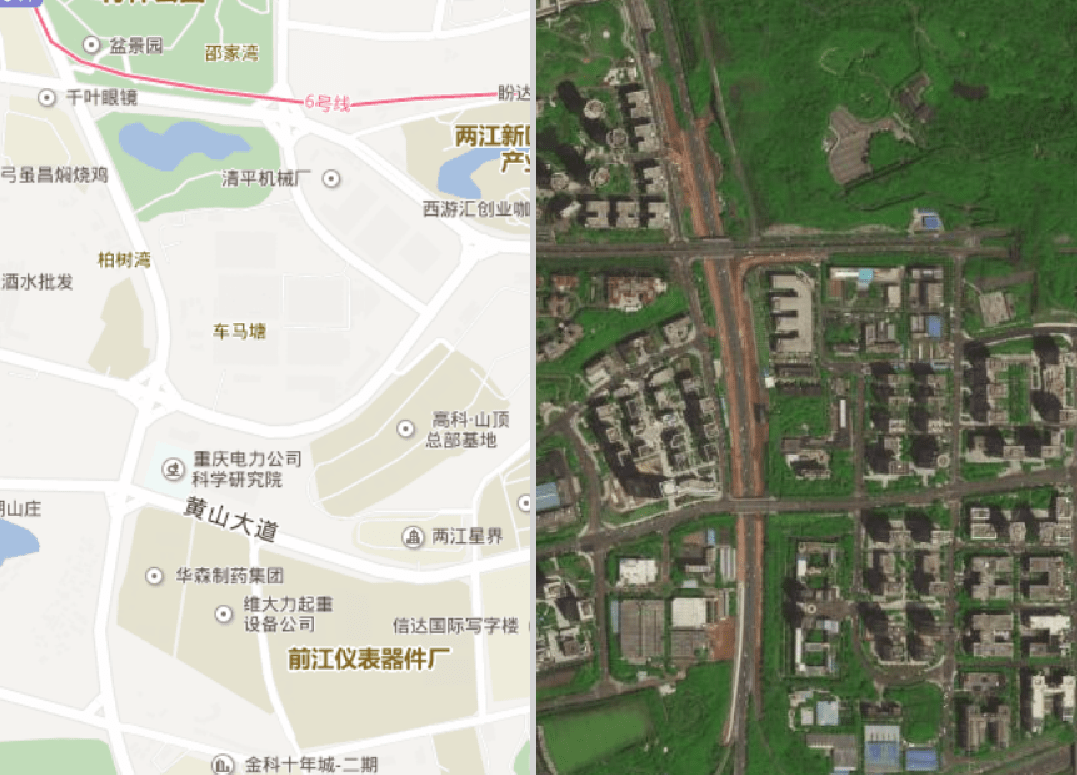 盆景园
邵家湾
千叶眼镜
6号线
盼达
两江新
产
弓虽昌焖烧鸡
清平机械厂
西游汇创业咖
柏树湾
酒水批发
车马塘
高科·山顶
总部基地
重庆电力公司
科学研究院
山庄
黄山大道
两江星界
华森制药集团
维大力起重
设备公司
信达国际写字楼
前江仪表器件厂
金科十年城-二期